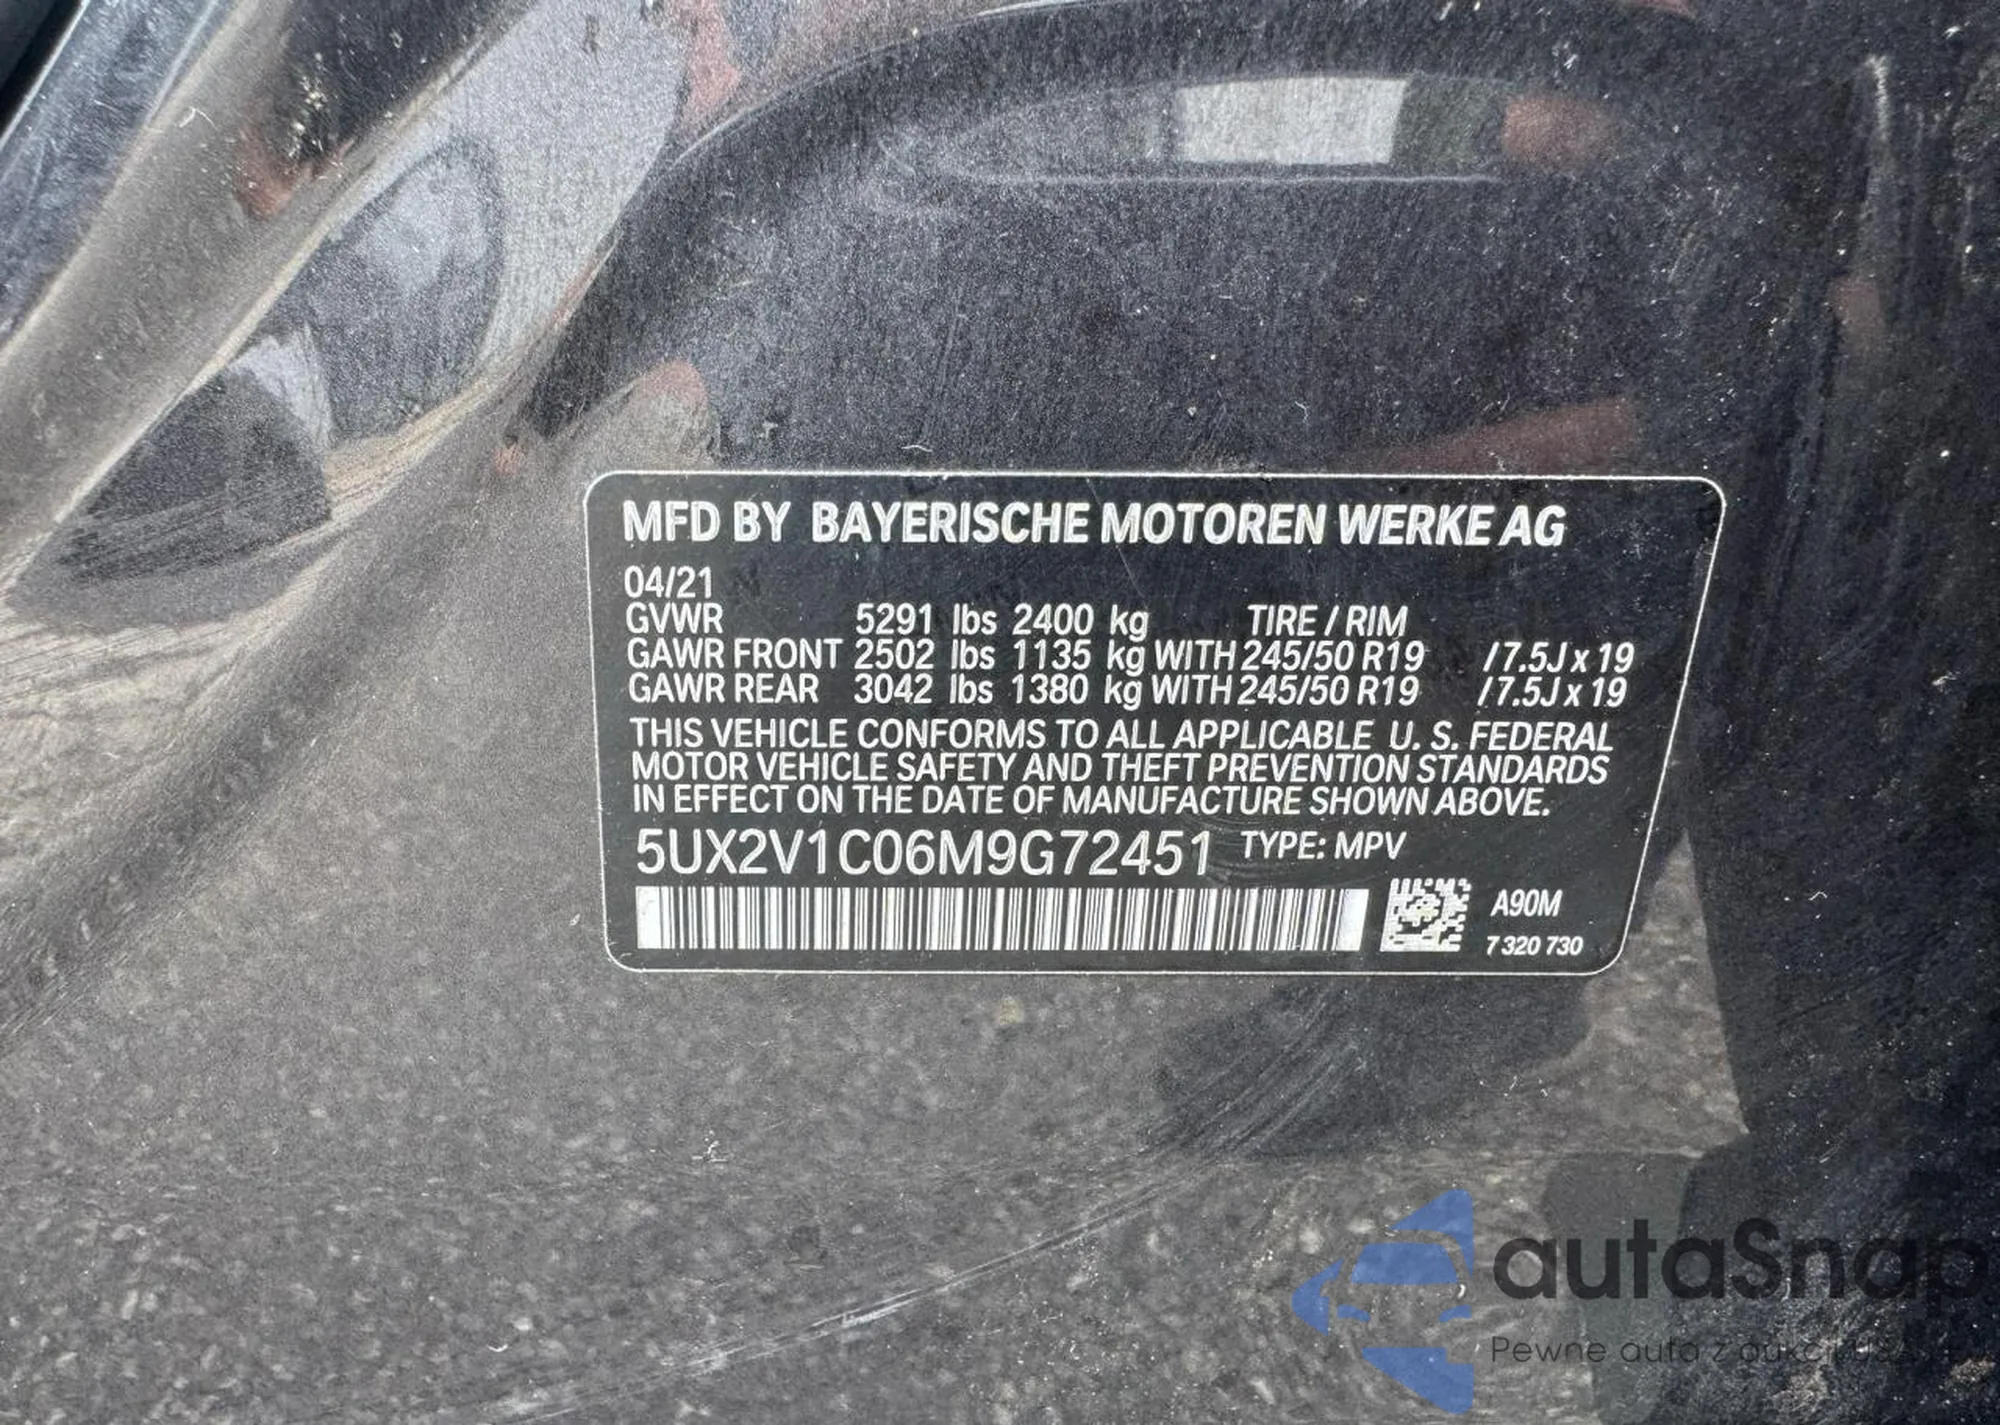 MFD BY BAYERISCHE MOTOREN WERKE AG
04/21
GVWR 5291 lbs 2400 kg TIRE / RIM
GAWR FRONT 2502 lbs 1135 kg WITH 245/50 R19 / 7.5J x 19
GAWR REAR 3042 lbs 1380 kg WITH 245/50 R19 / 7.5J x 19
THIS VEHICLE CONFORMS TO ALL APPLICABLE U. S. FEDERAL
MOTOR VEHICLE SAFETY AND THEFT PREVENTION STANDARDS
IN EFFECT ON THE DATE OF MANUFACTURE SHOWN ABOVE.
5UX2V1C06M9G72451 TYPE: MPV
A90M
7 320 730
autaSnap
Pewne auta z aukcji